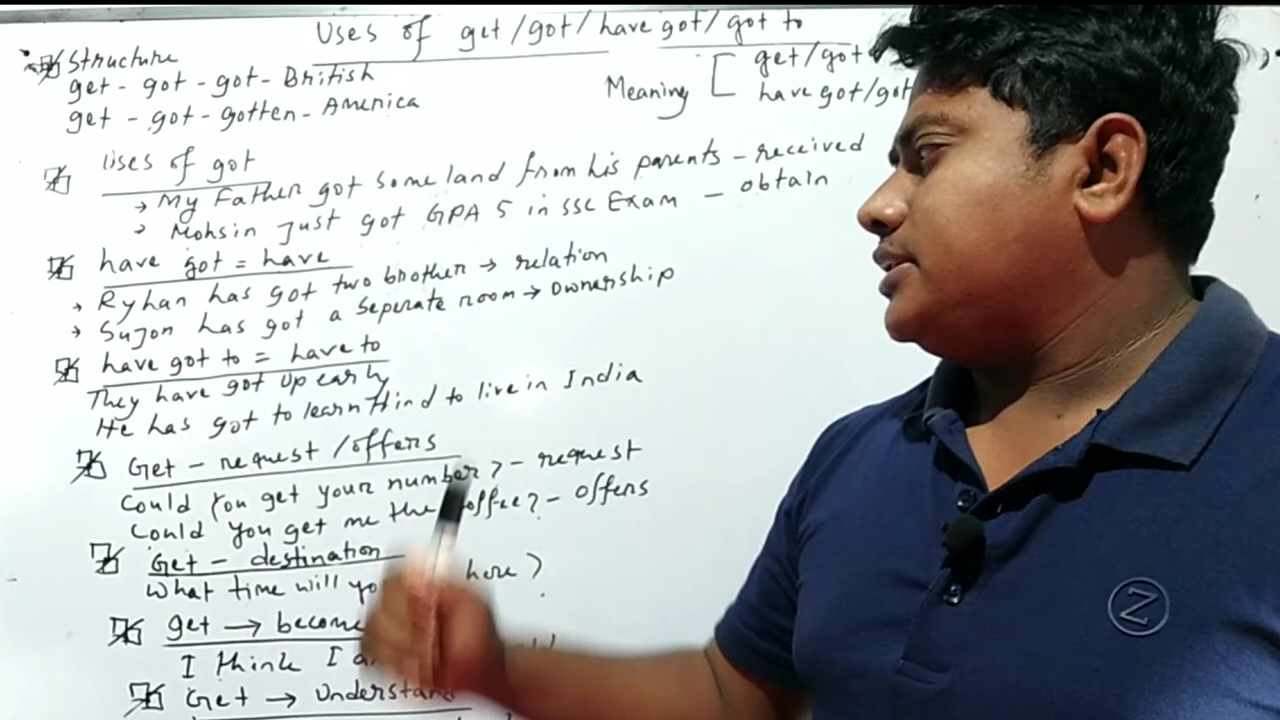 Uses of get/got/have got/got to
Structure
get - got - got - British
get - got - gotten - America
Meaning [ get/got
have got/got
Uses of got
→ My Father got some land from his parents - received
→ Mohsin Just got GPA 5 in SSC Exam - obtain
have got = have
→ Ryhan has got two brother → relation
→ Sujon has got a Seperate room → ownership
have got to = have to
They have got up early
He has got to learn Hind to live in India
Get - request / offers
Could You get your number? - request
Could You get me the offee? - offers
Get - destination
What time will yo here?
get → become
I think I a
Get → Understand
Z